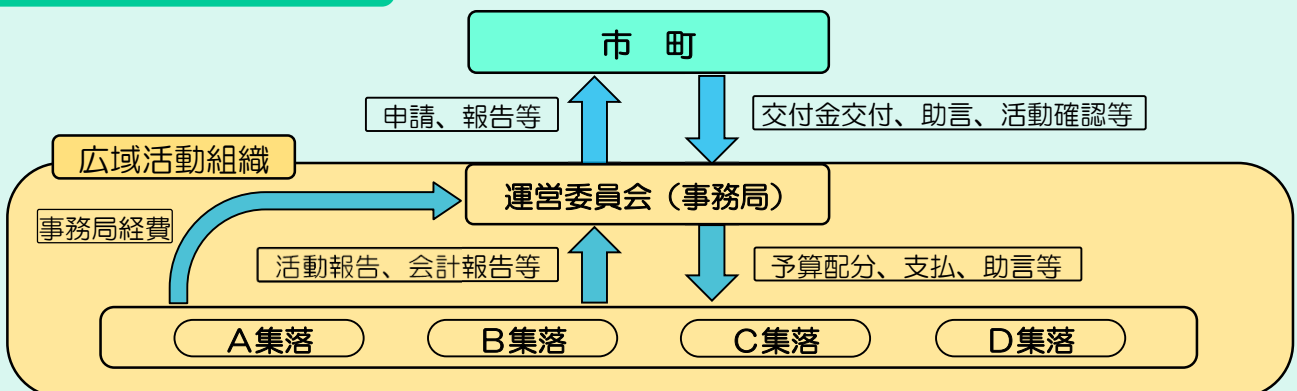 市　町
申請、報告等
交付金交付、助言、活動確認等
広域活動組織
運営委員会（事務局）
事務局経費
活動報告、会計報告等
予算配分、支払、助言等
A集落
B集落
C集落
D集落